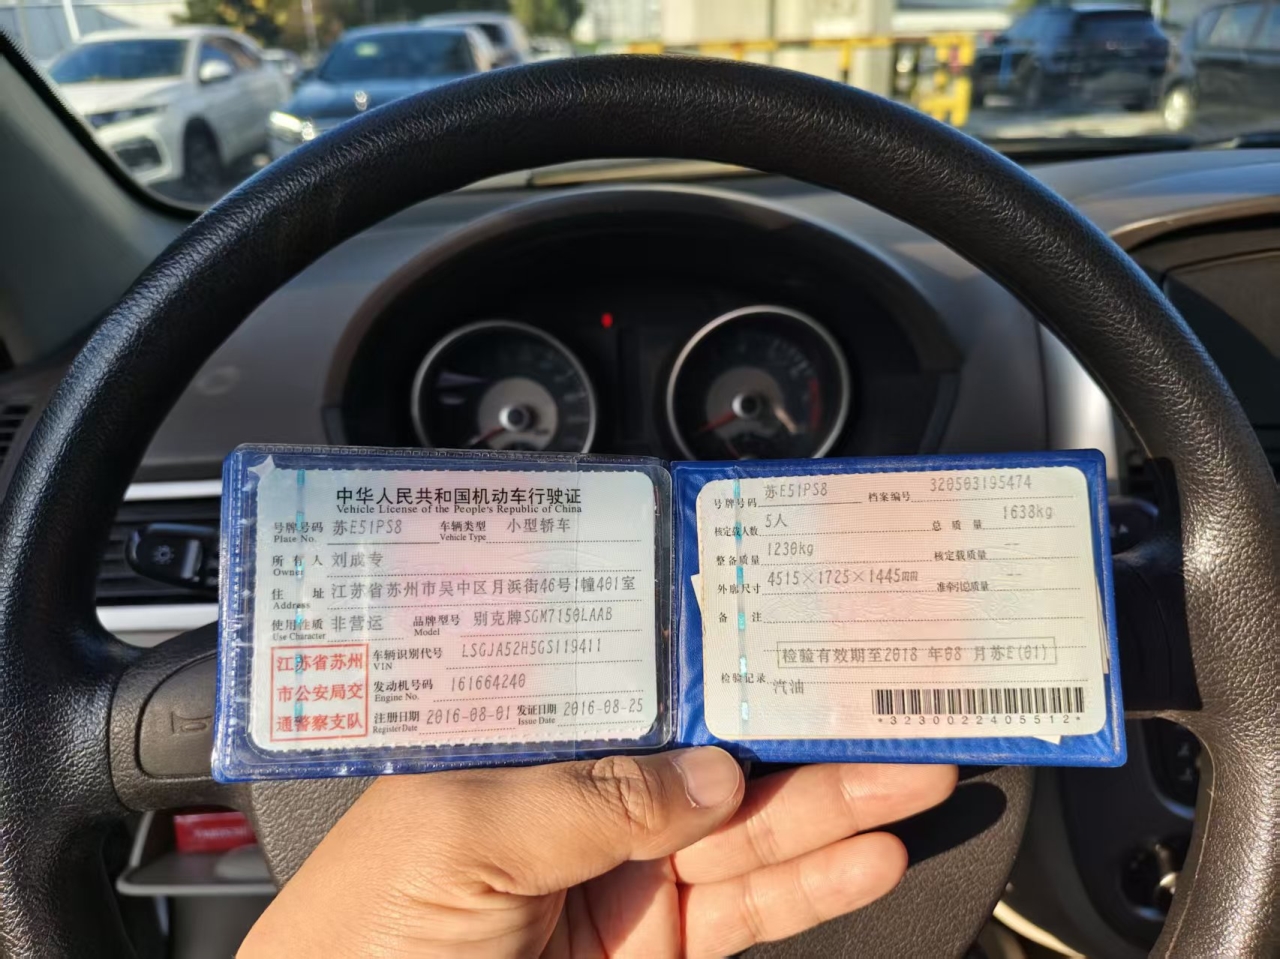 中华人民共和国机动车行驶证
Vehicle License of the People's Republic of China
号牌号码 苏E51PS8 车辆类型 小型轿车
Plate No. Vehicle Type
所有人 刘成专
Owner
住址 江苏省苏州市吴中区月浜街46号1幢401室
Address
使用性质 非营运 品牌型号 别克牌SGM7150LAAB
Use Character Model
江苏省苏州
市公安局交
通警察支队
车辆识别代号 LSGJA52H5GS119411
VIN
发动机号码 161664240
Engine No.
注册日期 2016-08-01 发证日期 2016-08-25
Register Date Issue Date
号牌号码 苏E51PS8 档案编号 320503195474
核定载人数 5人 总质量 1638kg
整备质量 1230kg 核定载质量 --
外廓尺寸 4515×1725×1445mm 准牵引总质量 --
备注
检验有效期至2018年08月苏E(01)
检验记录 汽油
*3230022405512*